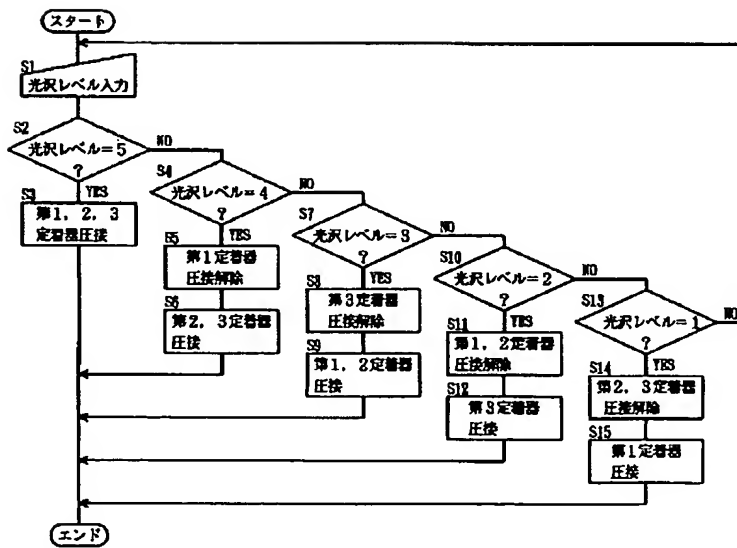 スタート
S1
光沢レベル入力
S2
光沢レベル=5
?
NO
YES
S3
第1, 2, 3
定着器圧接
S4
光沢レベル=4
?
NO
YES
S5
第1定着器
圧接解除
S6
第2, 3定着器
圧接
S7
光沢レベル=3
?
NO
YES
S8
第3定着器
圧接解除
S9
第1, 2定着器
圧接
S10
光沢レベル=2
?
NO
YES
S11
第1, 2定着器
圧接解除
S12
第3定着器
圧接
S13
光沢レベル=1
?
NO
YES
S14
第2, 3定着器
圧接解除
S15
第1定着器
圧接
エンド